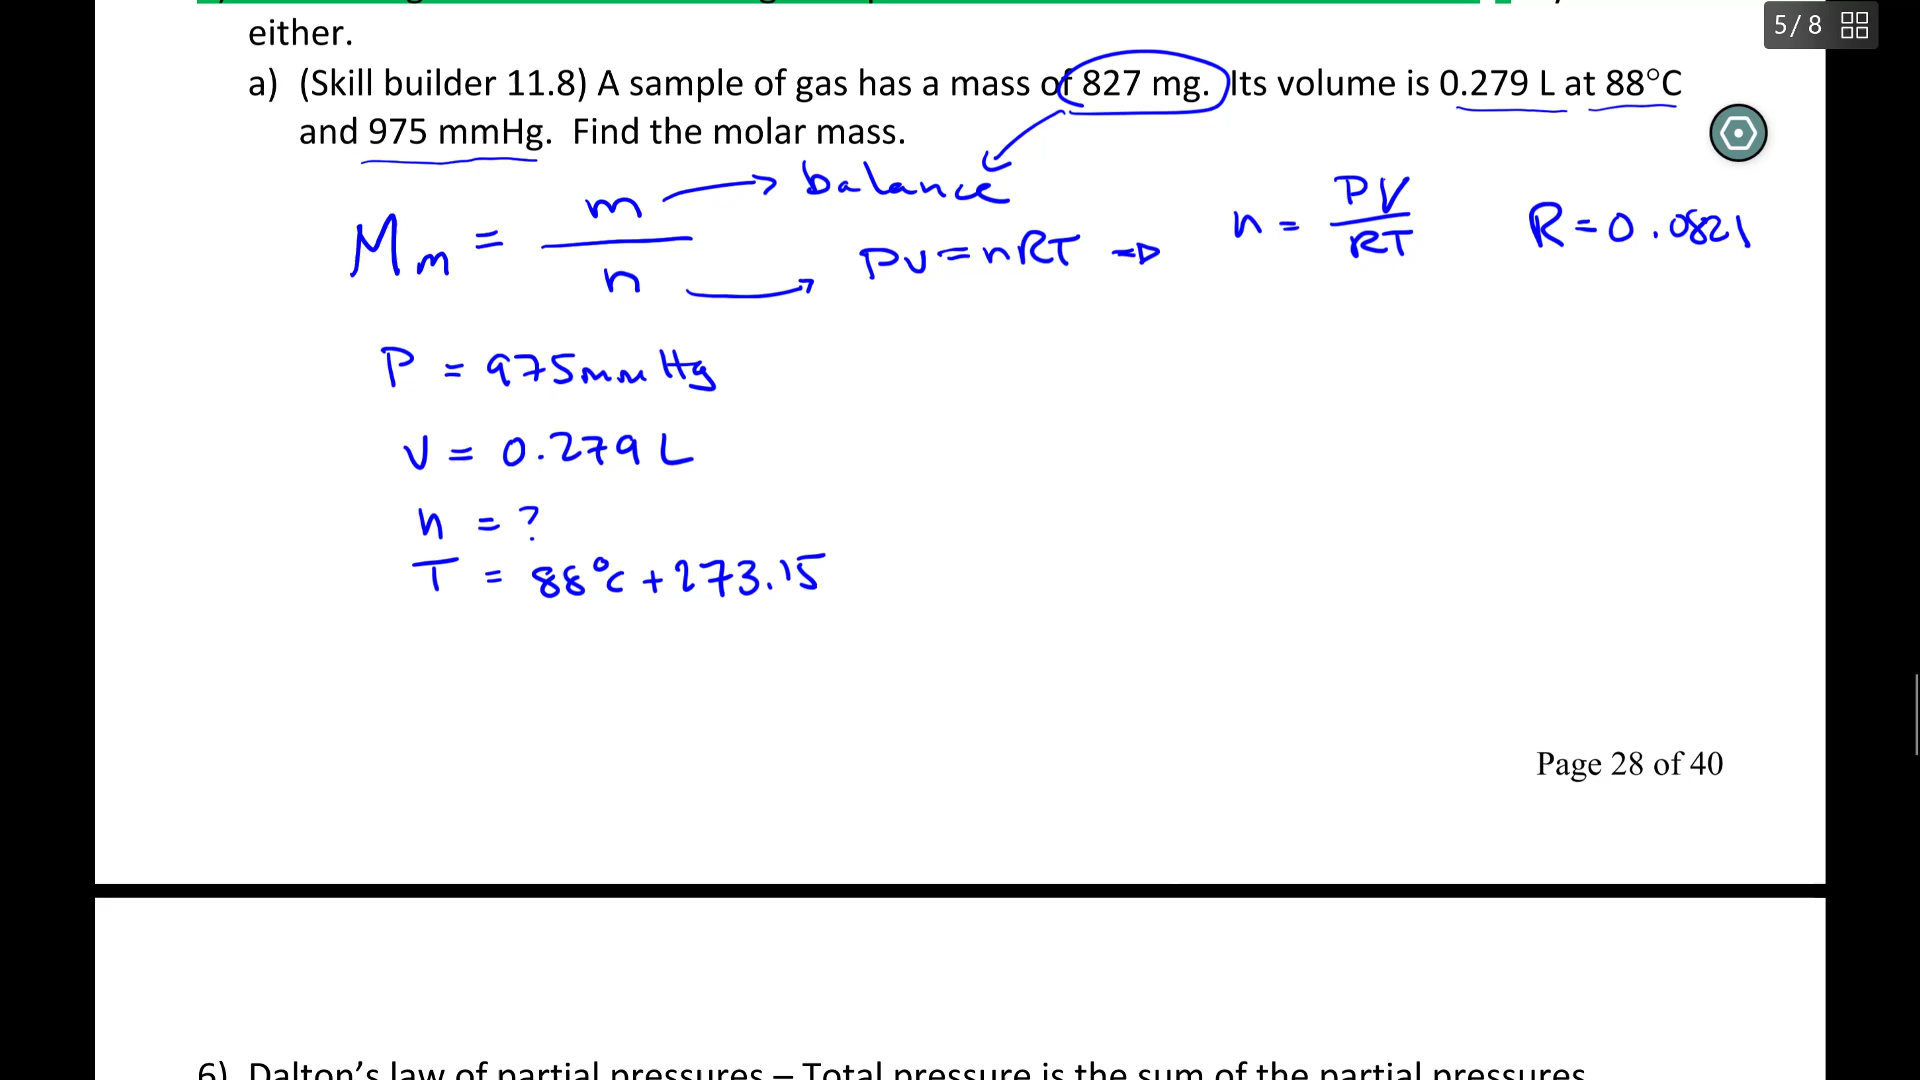 5/8
either.
a) (Skill builder 11.8) A sample of gas has a mass of 827 mg. Its volume is 0.279 L at 88°C
and 975 mmHg. Find the molar mass.
Mm = m/n
balance
PV=nRT ⇒ n = PV/RT R=0.0821
P = 975mmHg
V = 0.279 L
n = ?
T = 88°C + 273.15
Page 28 of 40
6) Dalton's law of partial pressures – Total pressure is the sum of the partial pressures